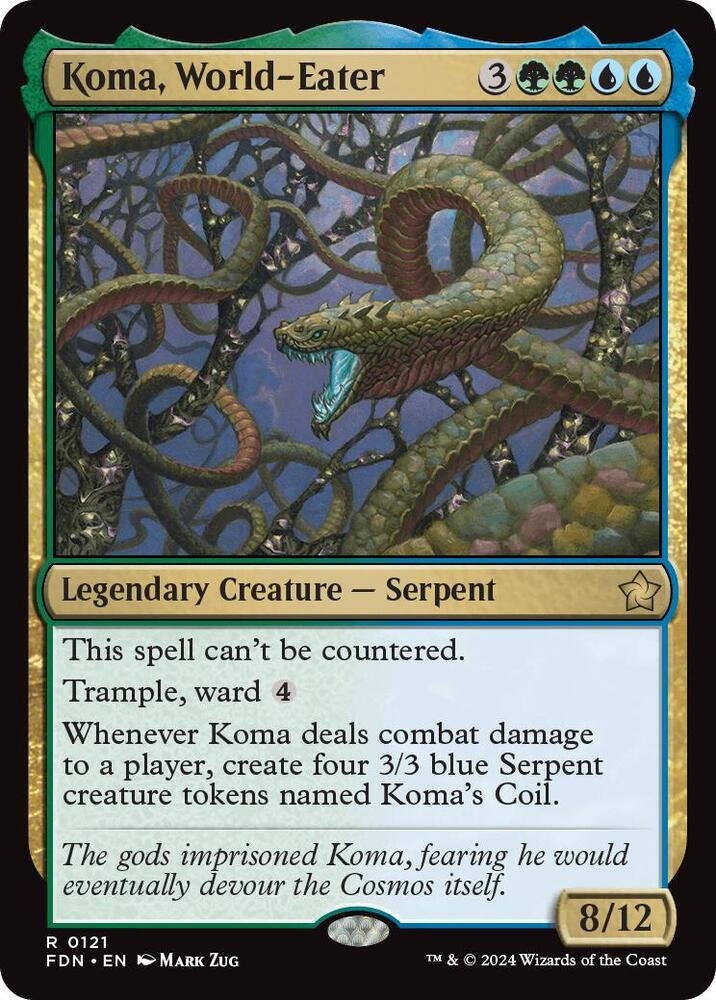 Koma, World-Eater 3
Legendary Creature — Serpent
This spell can't be countered.
Trample, ward 4
Whenever Koma deals combat damage
to a player, create four 3/3 blue Serpent
creature tokens named Koma's Coil.
The gods imprisoned Koma, fearing he would
eventually devour the Cosmos itself.
8/12
R 0121
FDN • EN Mark Zug
™ & © 2024 Wizards of the Coast